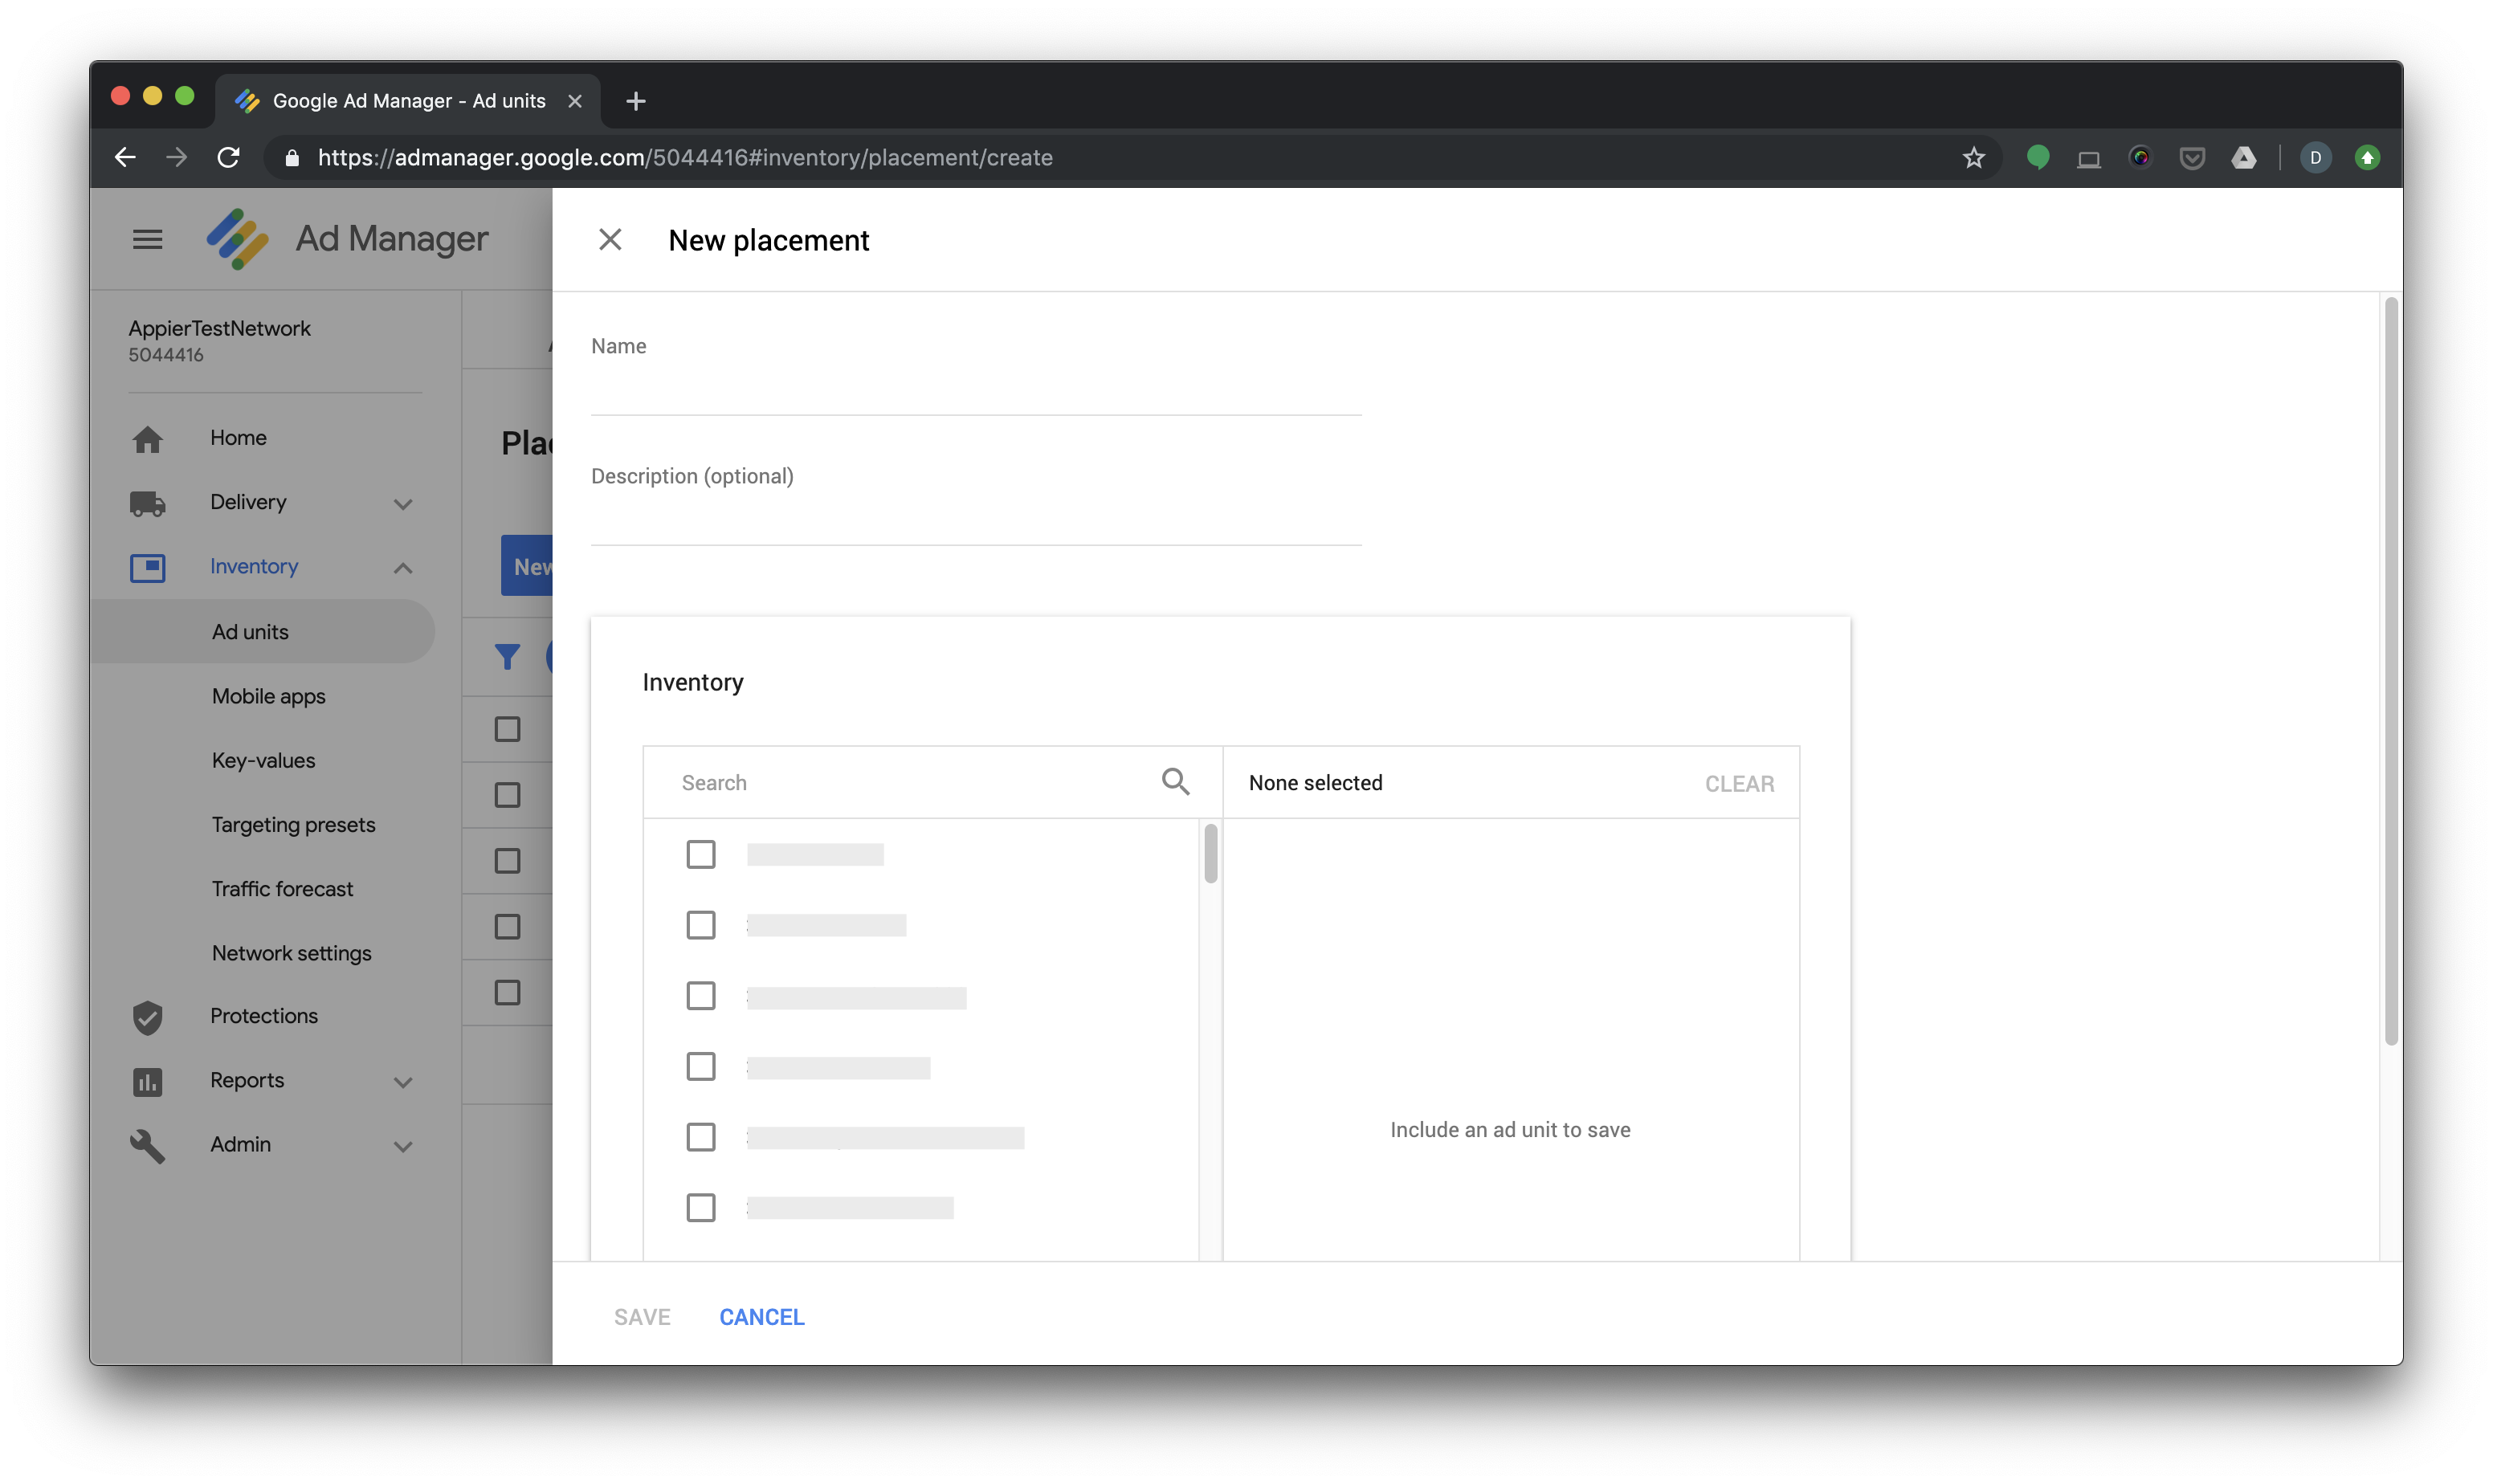 Google Ad Manager - Ad units
https://admanager.google.com/5044416#inventory/placement/create
D
Ad Manager
New placement
AppierTestNetwork
5044416
Home
Delivery
Inventory
Ad units
Mobile apps
Key-values
Targeting presets
Traffic forecast
Network settings
Protections
Reports
Admin
Name
Description (optional)
Inventory
Search
None selected
CLEAR
Include an ad unit to save
SAVE
CANCEL